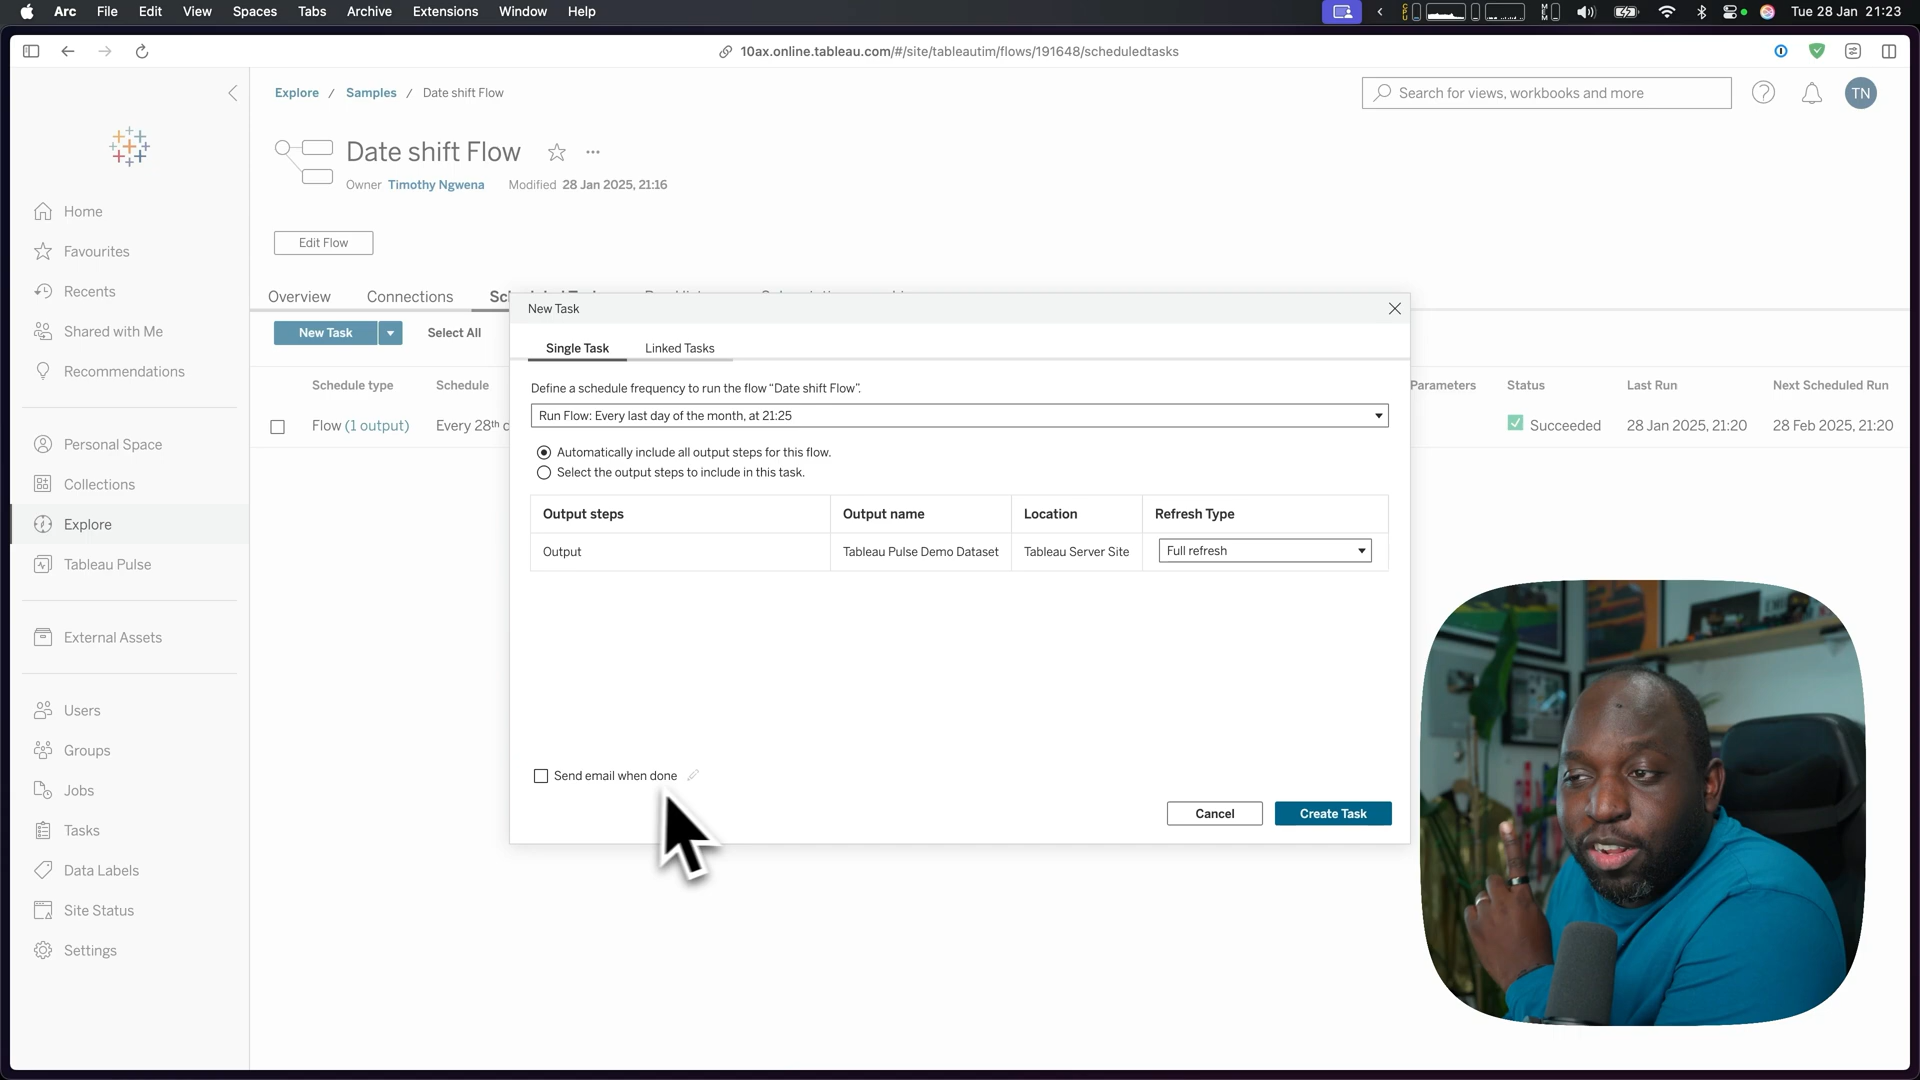 Arc File Edit View Spaces Tabs Archive Extensions Window Help
Tue 28 Jan 21:23
10ax.online.tableau.com/#/site/tableautim/flows/191648/scheduledtasks
Explore / Samples / Date shift Flow
Search for views, workbooks and more
TN
Date shift Flow
Owner Timothy Ngwena Modified 28 Jan 2025, 21:16
Home
Favourites
Recents
Shared with Me
Recommendations
Personal Space
Collections
Explore
Tableau Pulse
External Assets
Users
Groups
Jobs
Tasks
Data Labels
Site Status
Settings
Edit Flow
Overview Connections
New Task Select All
Schedule type Schedule Parameters Status Last Run Next Scheduled Run
Flow (1 output) Every 28th Succeeded 28 Jan 2025, 21:20 28 Feb 2025, 21:20
New Task
Single Task Linked Tasks
Define a schedule frequency to run the flow “Date shift Flow”.
Run Flow: Every last day of the month, at 21:25
Automatically include all output steps for this flow.
Select the output steps to include in this task.
Output steps Output name Location Refresh Type
Output Tableau Pulse Demo Dataset Tableau Server Site Full refresh
Send email when done
Cancel Create Task